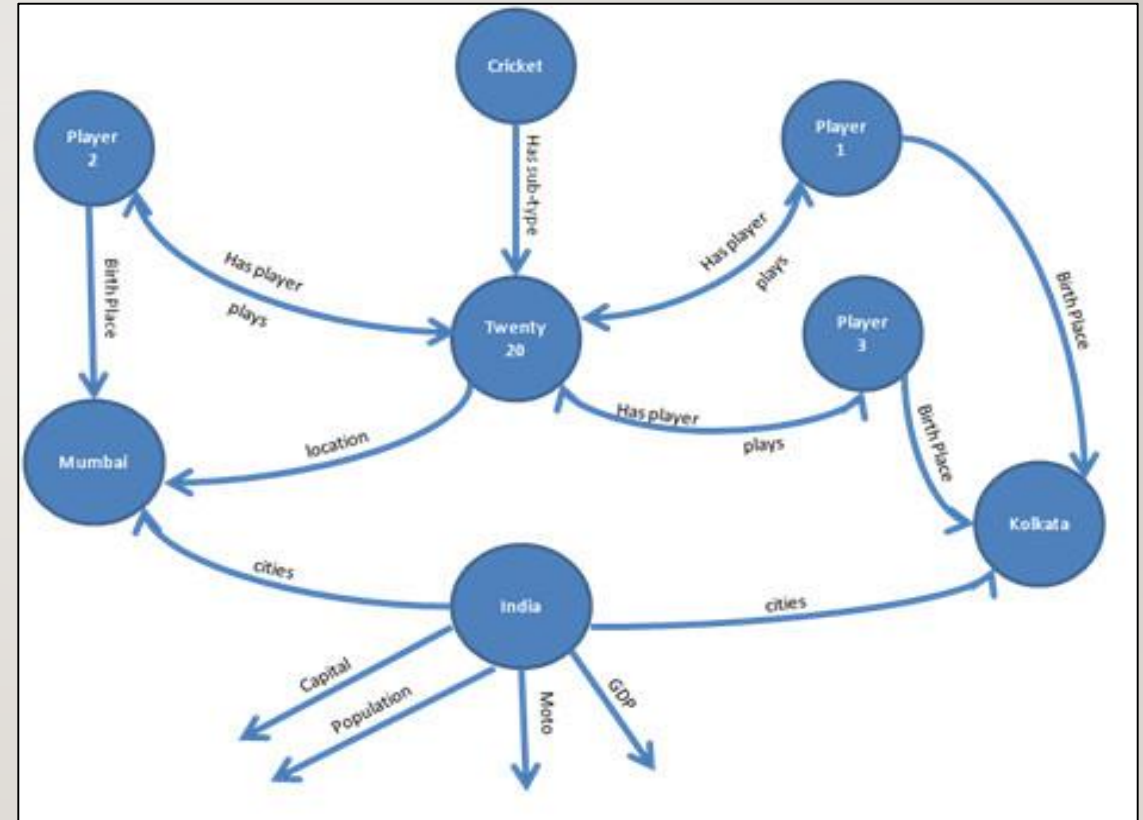 Cricket
Player
2
Player
1
Has sub-type
Has player
plays
Has player
plays
Birth Place
Birth Place
Twenty
20
Player
3
Has player
plays
Birth Place
location
Mumbai
Kolkata
cities
India
cities
Capital
Population
Moto
GDP